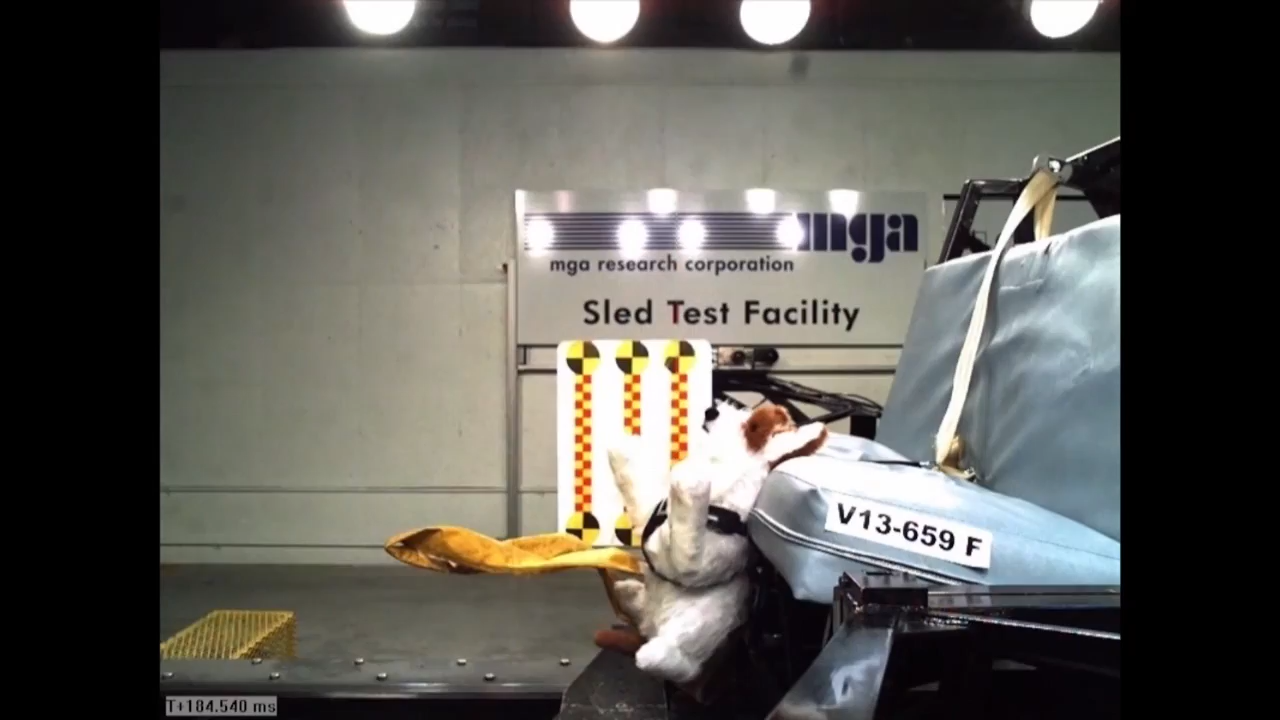 mga
mga research corporation
Sled Test Facility
V13-659 F
T+184.540 ms